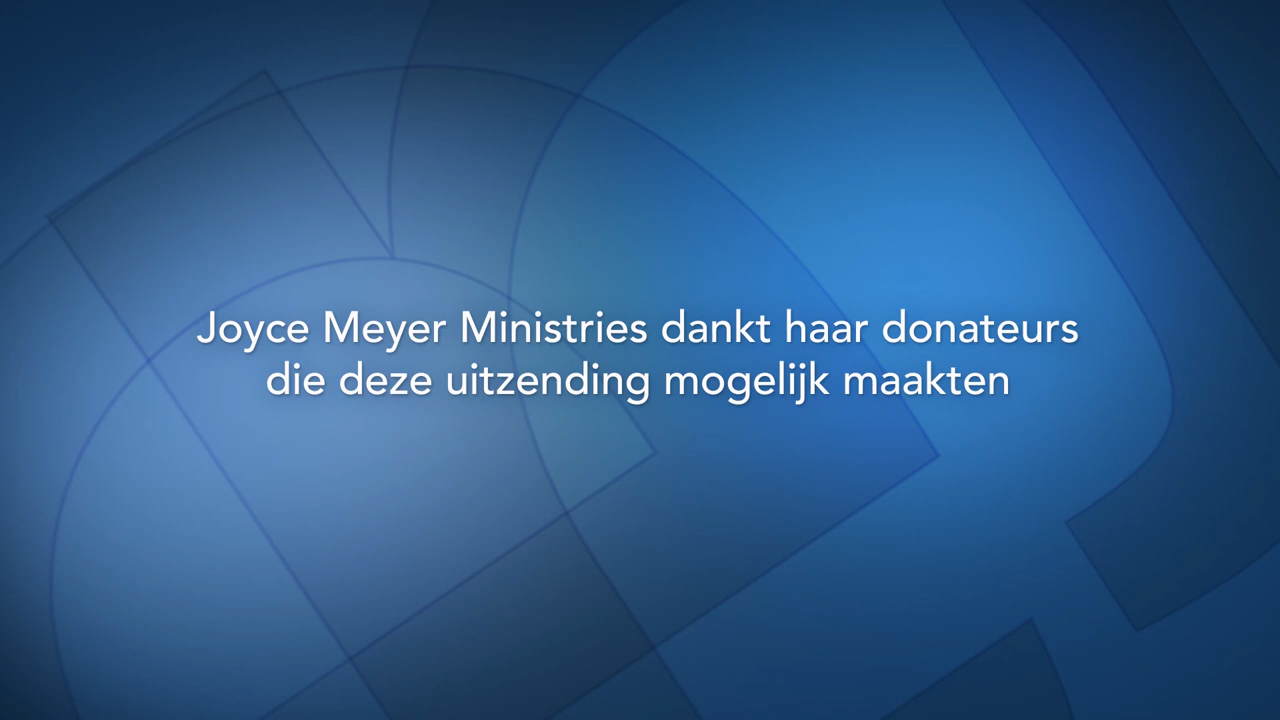 Joyce Meyer Ministries dankt haar donateurs
die deze uitzending mogelijk maakten